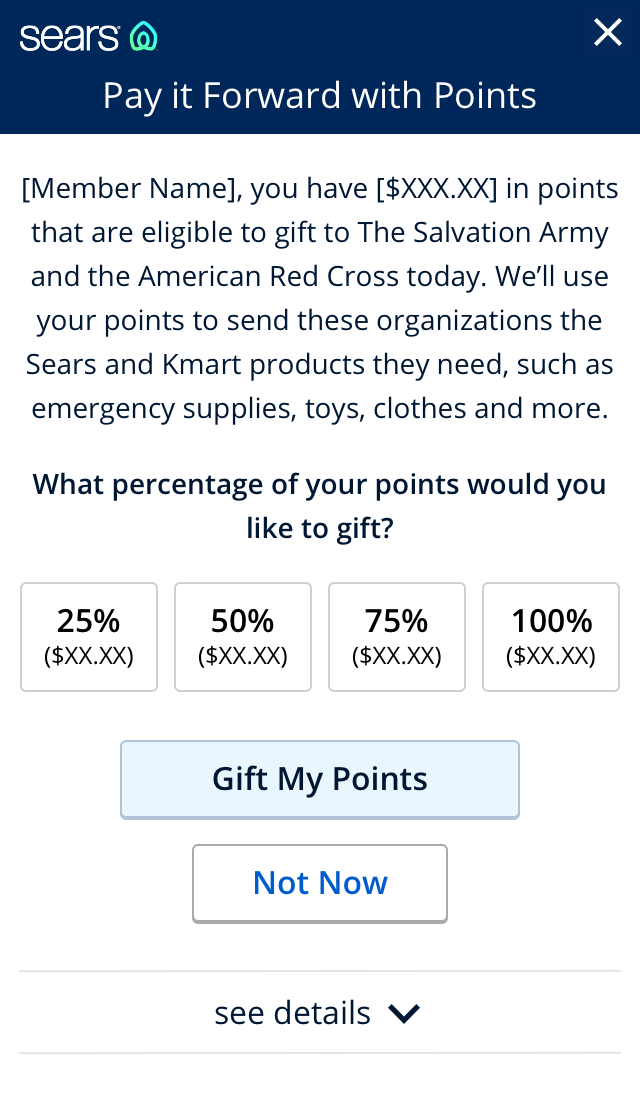 sears
Pay it Forward with Points
[Member Name], you have [$XXX.XX] in points
that are eligible to gift to The Salvation Army
and the American Red Cross today. We’ll use
your points to send these organizations the
Sears and Kmart products they need, such as
emergency supplies, toys, clothes and more.
What percentage of your points would you
like to gift?
25% 50% 75% 100%
($XX.XX) ($XX.XX) ($XX.XX) ($XX.XX)
Gift My Points
Not Now
see details